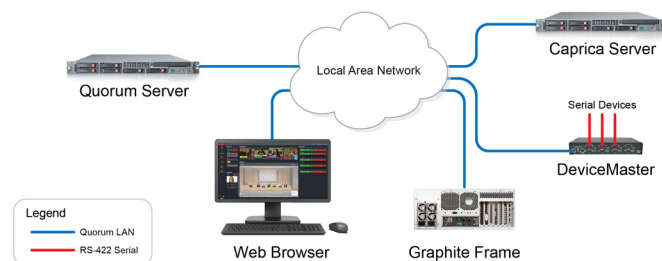 Caprica Server
Local Area Network
Quorum Server
Serial Devices
DeviceMaster
Legend
Quorum LAN
RS-422 Serial
Web Browser
Graphite Frame